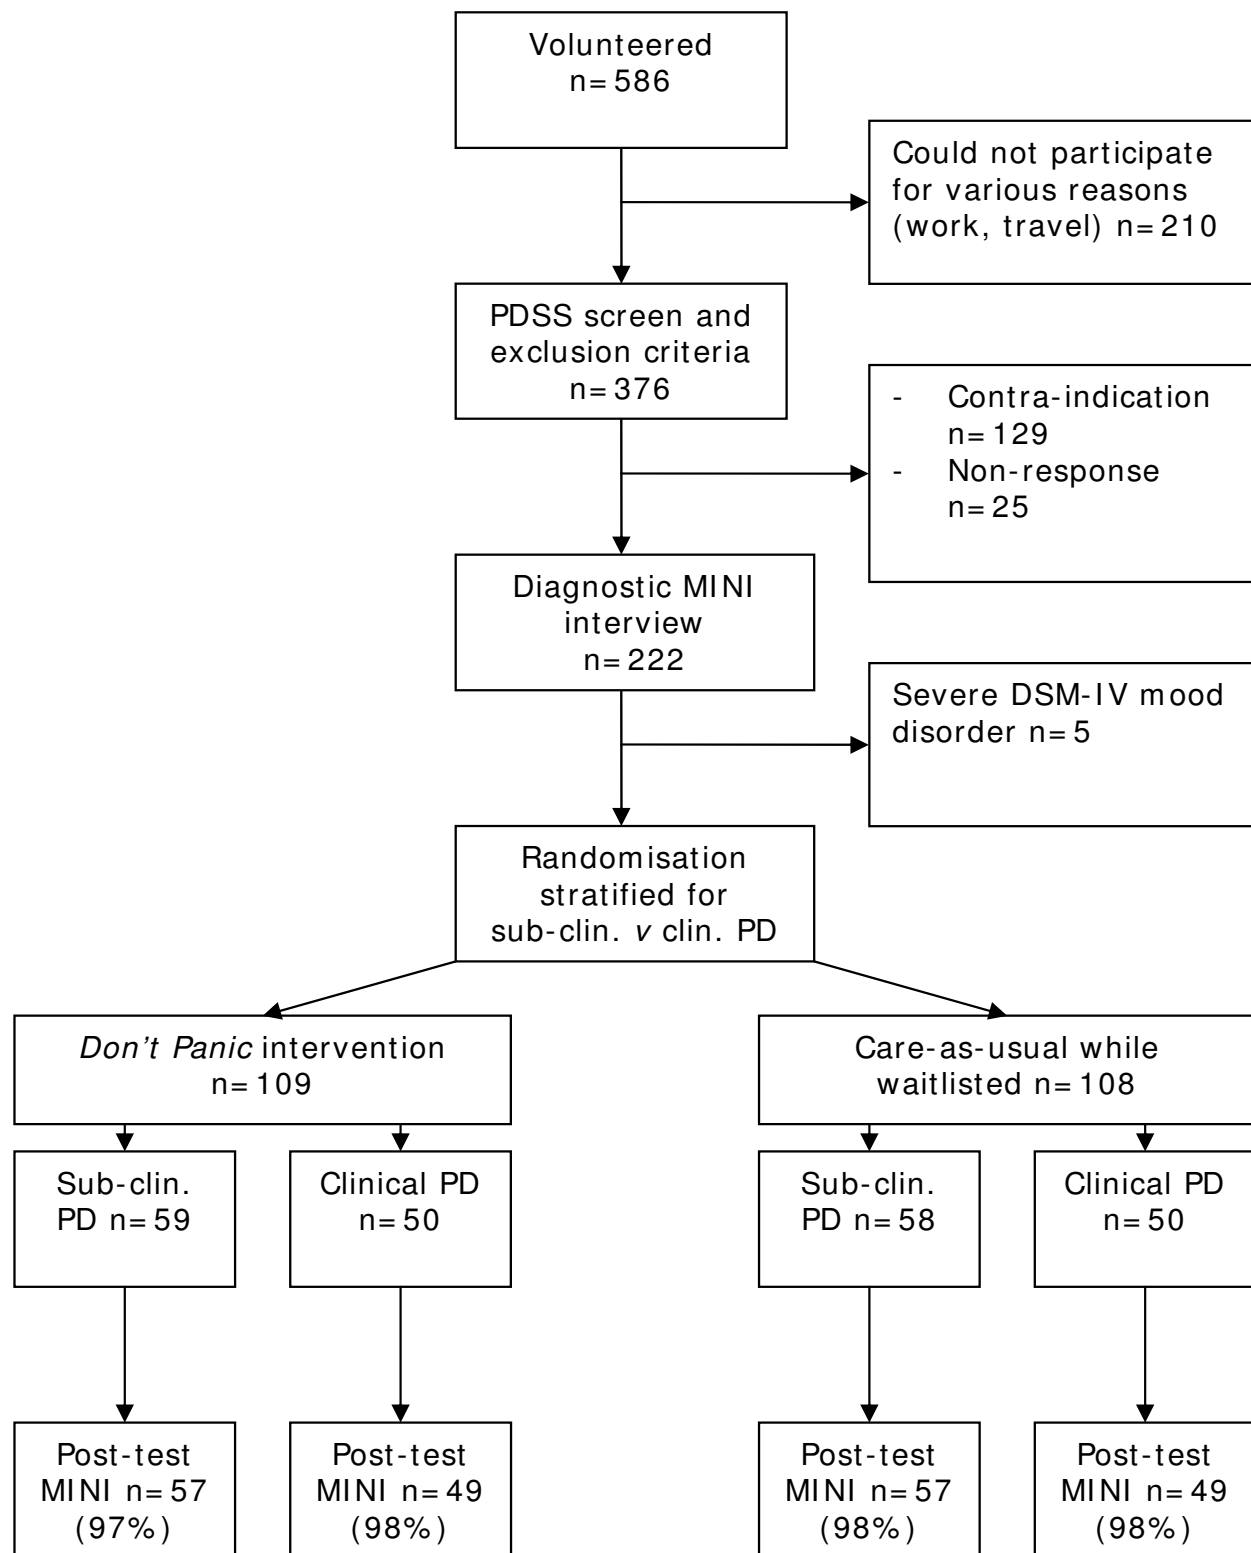 Volunteered
n=586
Could not participate
for various reasons
(work, travel) n=210
PDSS screen and
exclusion criteria
n=376
- Contra-indication
n=129
- Non-response
n=25
Diagnostic MINI
interview
n=222
Severe DSM-IV mood
disorder n=5
Randomisation
stratified for
sub-clin. v clin. PD
Don't Panic intervention
n=109
Care-as-usual while
waitlisted n=108
Sub-clin.
PD n=59
Clinical PD
n=50
Sub-clin.
PD n=58
Clinical PD
n=50
Post-test
MINI n=57
(97%)
Post-test
MINI n=49
(98%)
Post-test
MINI n=57
(98%)
Post-test
MINI n=49
(98%)